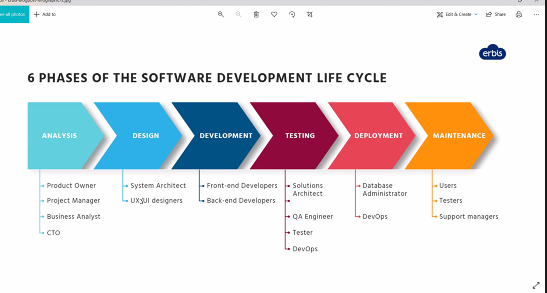 see all photos
Add to
Edit & Create
Share
erbis
6 PHASES OF THE SOFTWARE DEVELOPMENT LIFE CYCLE
ANALYSIS
DESIGN
DEVELOPMENT
TESTING
DEPLOYMENT
MAINTENANCE
Product Owner
Project Manager
Business Analyst
CTO
System Architect
UX/UI designers
Front-end Developers
Back-end Developers
Solutions
Architect
QA Engineer
Tester
DevOps
Database
Administrator
DevOps
Users
Testers
Support managers